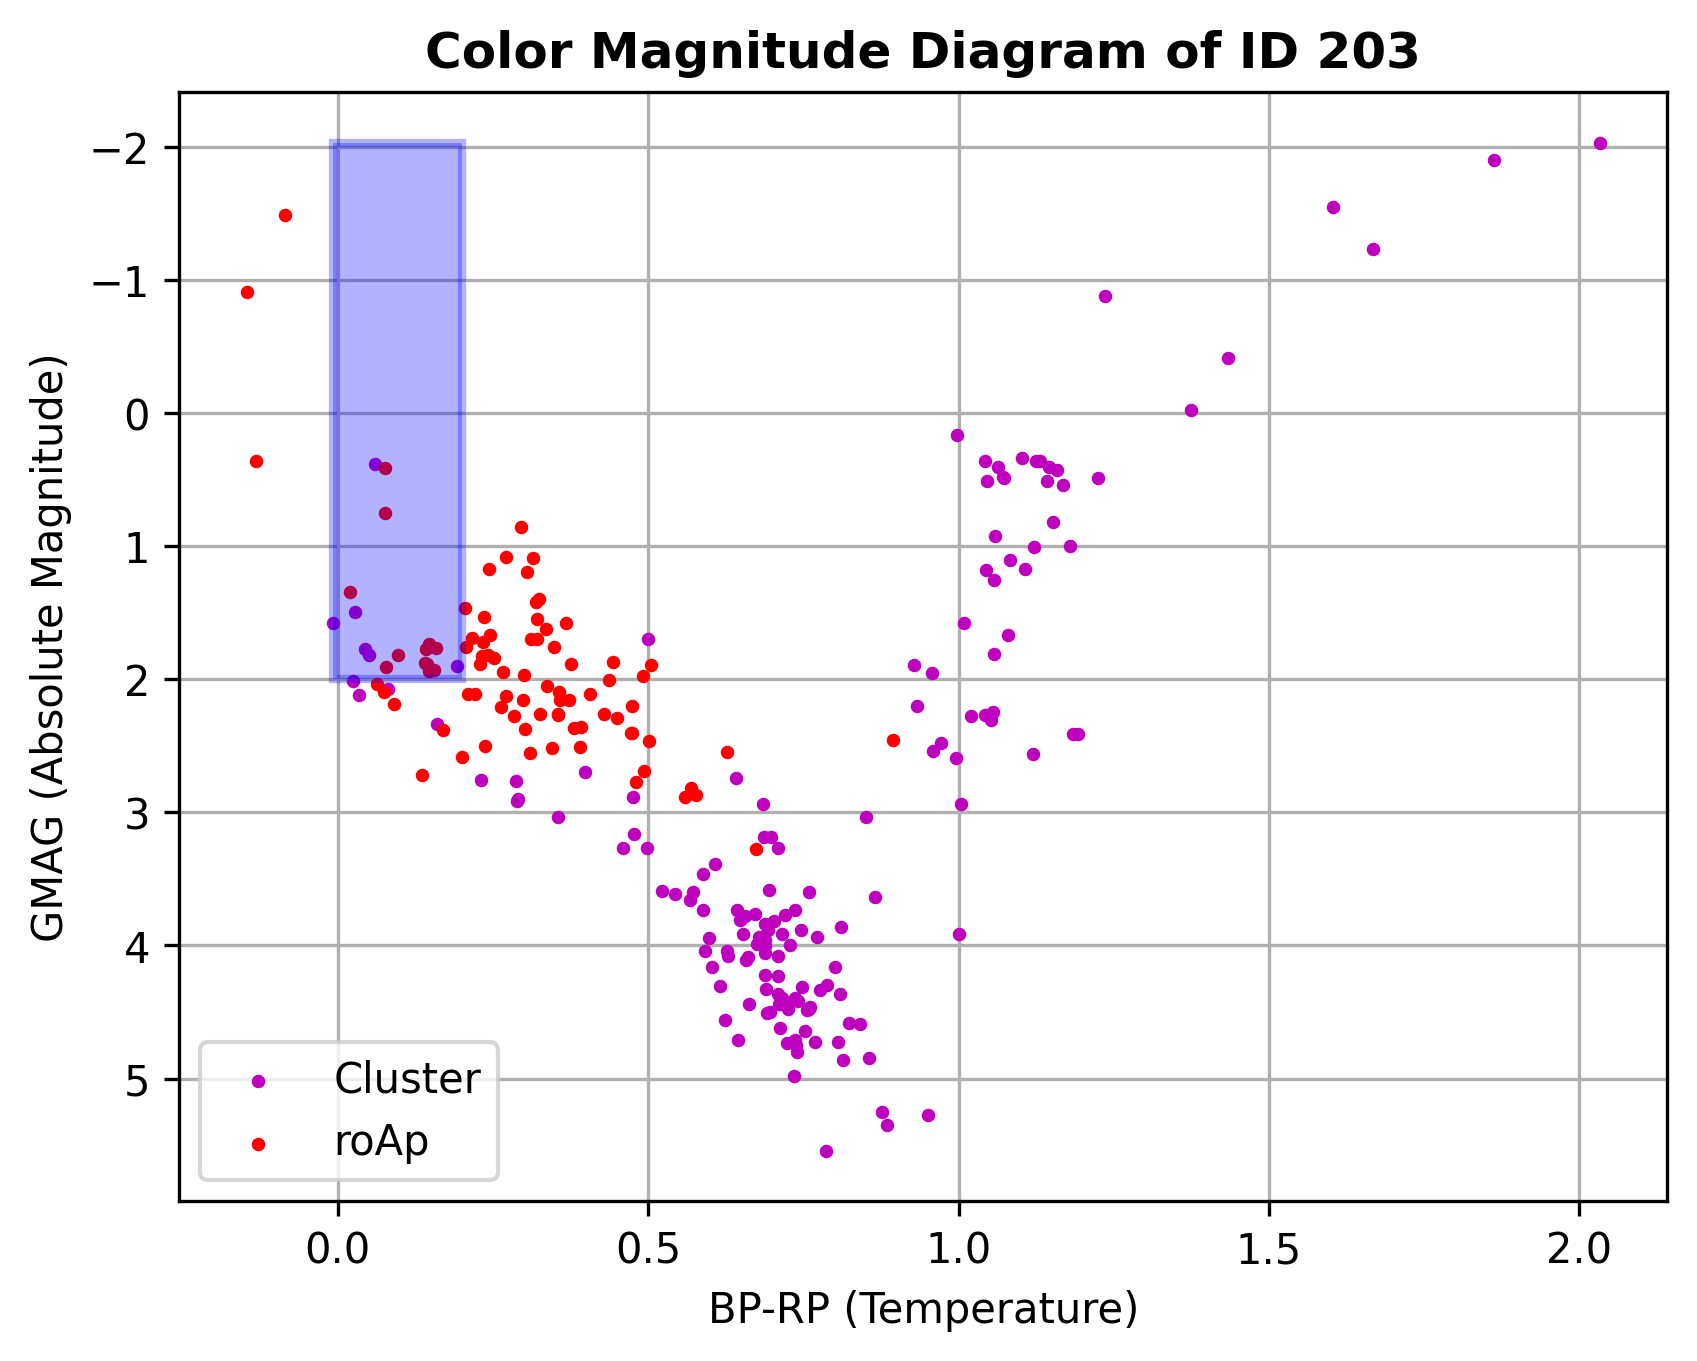 Color Magnitude Diagram of ID 203
GMAG (Absolute Magnitude)
−2
−1
0
1
2
3
4
5
Cluster
roAp
0.0 0.5 1.0 1.5 2.0
BP-RP (Temperature)